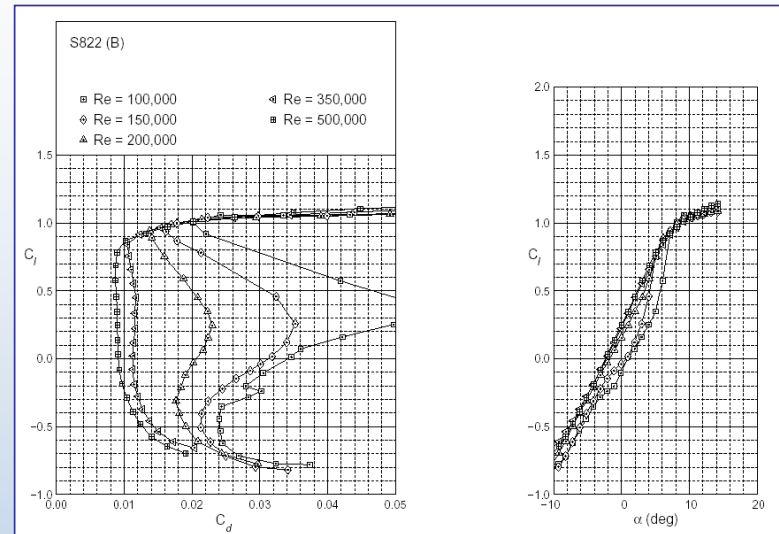 S822 (B)
Re = 100,000
Re = 150,000
Re = 200,000
Re = 350,000
Re = 500,000
1.5
1.0
C_l
0.5
0.0
−0.5
−1.0
0.00 0.01 0.02 0.03 0.04 0.05
C_d
2.0
1.5
1.0
C_l
0.5
0.0
−0.5
−1.0
−10 0 10 20
α (deg)